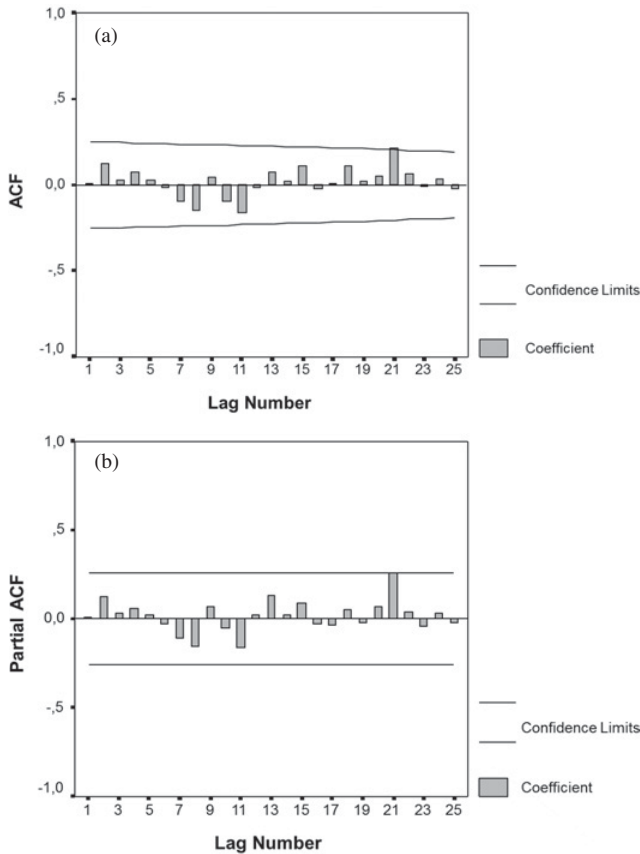 (a)
1,0
,5
0,0
-,5
-1,0
ACF
1 3 5 7 9 11 13 15 17 19 21 23 25
Lag Number
Confidence Limits
Coefficient
(b)
1,0
,5
0,0
-,5
-1,0
Partial ACF
1 3 5 7 9 11 13 15 17 19 21 23 25
Lag Number
Confidence Limits
Coefficient